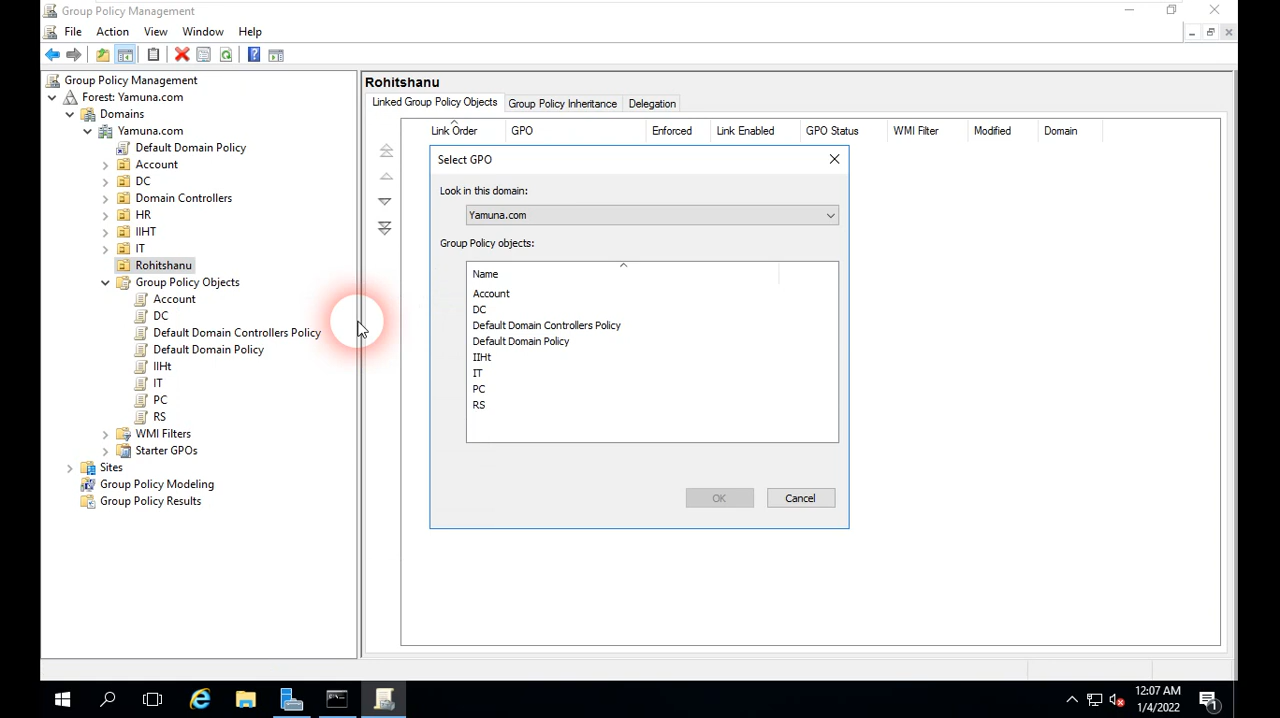 Group Policy Management
File Action View Window Help
Group Policy Management
Forest: Yamuna.com
Domains
Yamuna.com
Default Domain Policy
Account
DC
Domain Controllers
HR
IIHT
IT
Rohitshanu
Group Policy Objects
Account
DC
Default Domain Controllers Policy
Default Domain Policy
IIHt
IT
PC
RS
WMI Filters
Starter GPOs
Sites
Group Policy Modeling
Group Policy Results
Rohitshanu
Linked Group Policy Objects Group Policy Inheritance Delegation
Link Order GPO Enforced Link Enabled GPO Status WMI Filter Modified Domain
Select GPO
Look in this domain:
Yamuna.com
Group Policy objects:
Name
Account
DC
Default Domain Controllers Policy
Default Domain Policy
IIHt
IT
PC
RS
OK Cancel
12:07 AM
1/4/2022
1